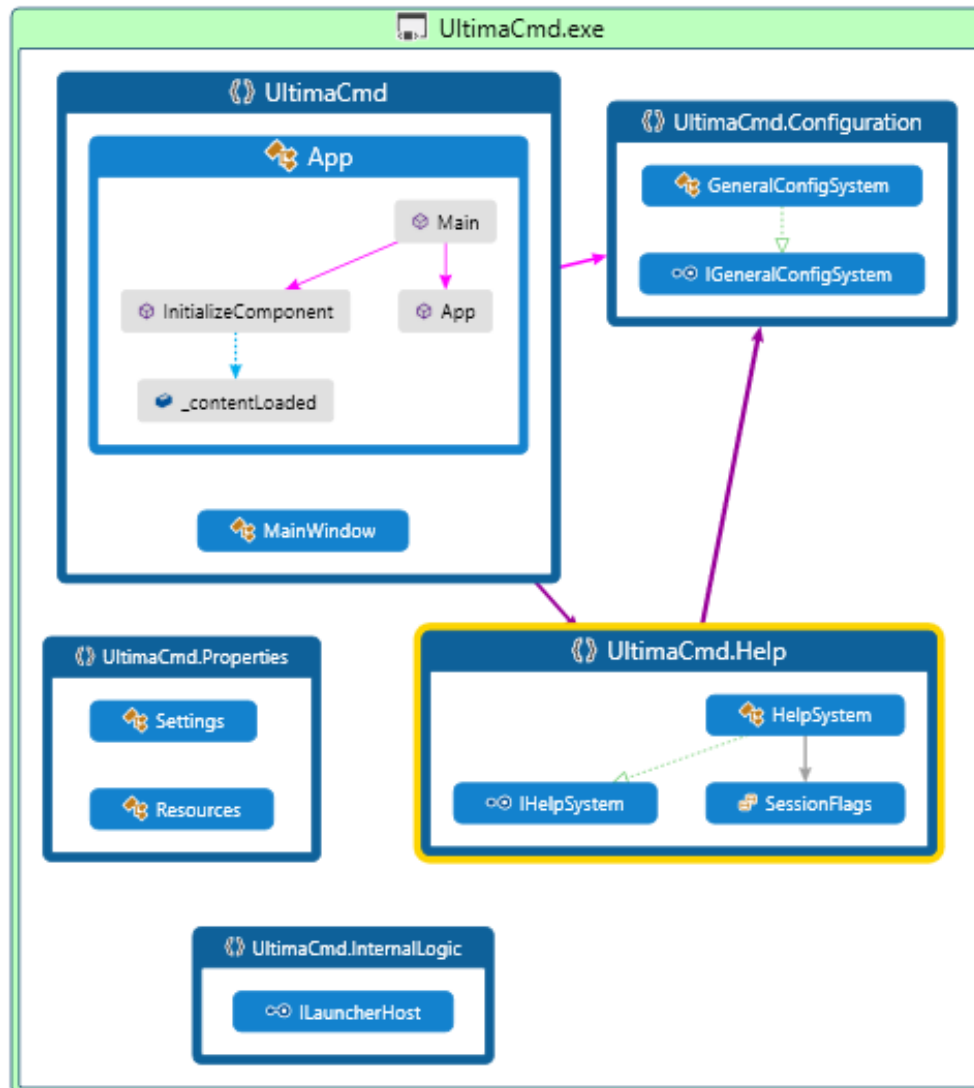 UltimaCmd.exe
UltimaCmd
App
Main
InitializeComponent
App
_contentLoaded
MainWindow
UltimaCmd.Configuration
GeneralConfigSystem
IGeneralConfigSystem
UltimaCmd.Properties
Settings
Resources
UltimaCmd.Help
HelpSystem
IHelpSystem
SessionFlags
UltimaCmd.InternalLogic
ILauncherHost